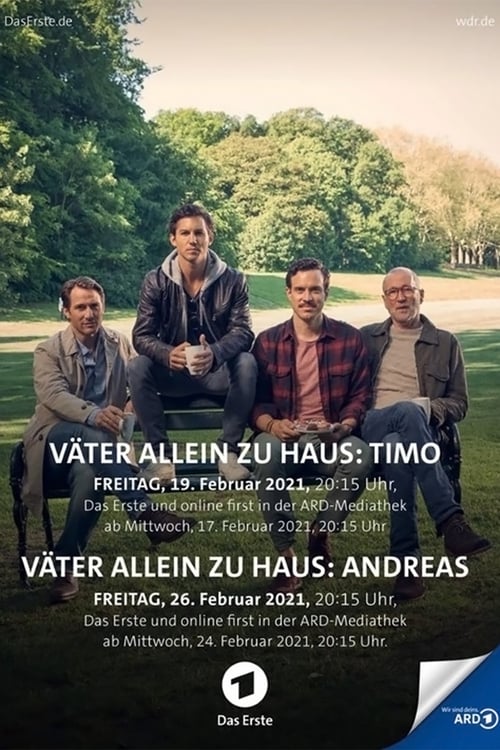 DasErste.de
wdr.de
VÄTER ALLEIN ZU HAUS: TIMO
FREITAG, 19. Februar 2021, 20:15 Uhr,
Das Erste und online first in der ARD-Mediathek
ab Mittwoch, 17. Februar 2021, 20:15 Uhr
VÄTER ALLEIN ZU HAUS: ANDREAS
FREITAG, 26. Februar 2021, 20:15 Uhr,
Das Erste und online first in der ARD-Mediathek
ab Mittwoch, 24. Februar 2021, 20:15 Uhr.
1
Das Erste
Wir sind deins.
ARD 1